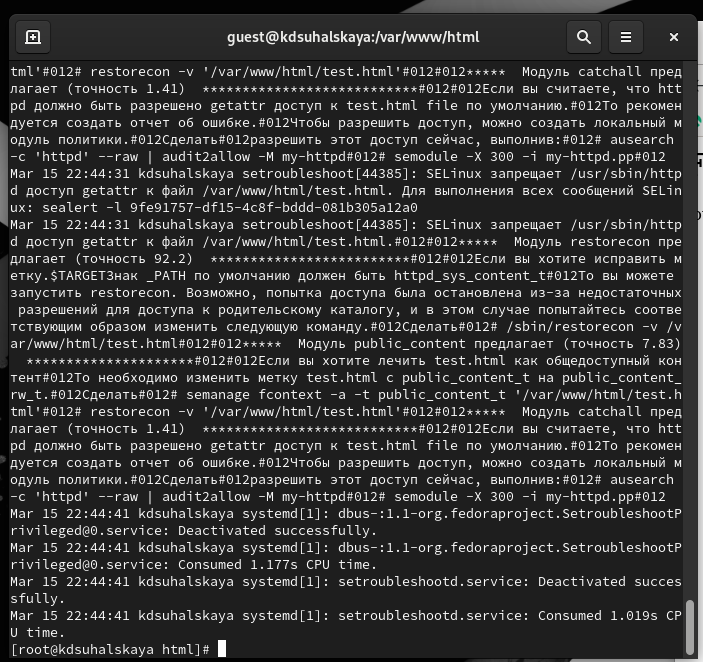 guest@kdsuhalskaya:/var/www/html
tml'#012# restorecon -v '/var/www/html/test.html'#012#012*****  Модуль catchall пред
лагает (точность 1.41)  **************************#012#012Если вы считаете, что htt
pd должно быть разрешено getattr доступ к test.html file по умолчанию.#012То рекомен
дуется создать отчет об ошибке.#012Чтобы разрешить доступ, можно создать локальный м
одуль политики.#012Сделать#012разрешить этот доступ сейчас, выполнив:#012# ausearch
-c 'httpd' --raw | audit2allow -M my-httpd#012# semodule -X 300 -i my-httpd.pp#012
Mar 15 22:44:31 kdsuhalskaya setroubleshoot[44385]: SELinux запрещает /usr/sbin/http
d доступ getattr к файл /var/www/html/test.html. Для выполнения всех сообщений SELin
ux: sealert -l 9fe91757-df15-4c8f-bddd-081b305a12a0
Mar 15 22:44:31 kdsuhalskaya setroubleshoot[44385]: SELinux запрещает /usr/sbin/http
d доступ getattr к файл /var/www/html/test.html.#012#012*****  Модуль restorecon пре
длагает (точность 92.2)  ************************#012#012Если вы хотите исправить м
етку.$TARGETЗнак _PATH по умолчанию должен быть httpd_sys_content_t#012То вы можете
запустить restorecon. Возможно, попытка доступа была остановлена из-за недостаточных
 разрешений для доступа к родительскому каталогу, и в этом случае попытайтесь соотве
тствующим образом изменить следующую команду.#012Сделать#012# /sbin/restorecon -v /v
ar/www/html/test.html#012#012*****  Модуль public_content предлагает (точность 7.83)
  *********************#012#012Если вы хотите лечить test.html как общедоступный кон
тент#012То необходимо изменить метку test.html с public_content_t на public_content_
rw_t.#012Сделать#012# semanage fcontext -a -t public_content_t '/var/www/html/test.h
tml'#012# restorecon -v '/var/www/html/test.html'#012#012*****  Модуль catchall пред
лагает (точность 1.41)  **************************#012#012Если вы считаете, что htt
pd должно быть разрешено getattr доступ к test.html file по умолчанию.#012То рекомен
дуется создать отчет об ошибке.#012Чтобы разрешить доступ, можно создать локальный м
одуль политики.#012Сделать#012разрешить этот доступ сейчас, выполнив:#012# ausearch
-c 'httpd' --raw | audit2allow -M my-httpd#012# semodule -X 300 -i my-httpd.pp#012
Mar 15 22:44:41 kdsuhalskaya systemd[1]: dbus-:1.1-org.fedoraproject.SetroubleshootP
rivileged@0.service: Deactivated successfully.
Mar 15 22:44:41 kdsuhalskaya systemd[1]: dbus-:1.1-org.fedoraproject.SetroubleshootP
rivileged@0.service: Consumed 1.177s CPU time.
Mar 15 22:44:41 kdsuhalskaya systemd[1]: setroubleshootd.service: Deactivated succes
sfully.
Mar 15 22:44:41 kdsuhalskaya systemd[1]: setroubleshootd.service: Consumed 1.019s CP
U time.
[root@kdsuhalskaya html]#